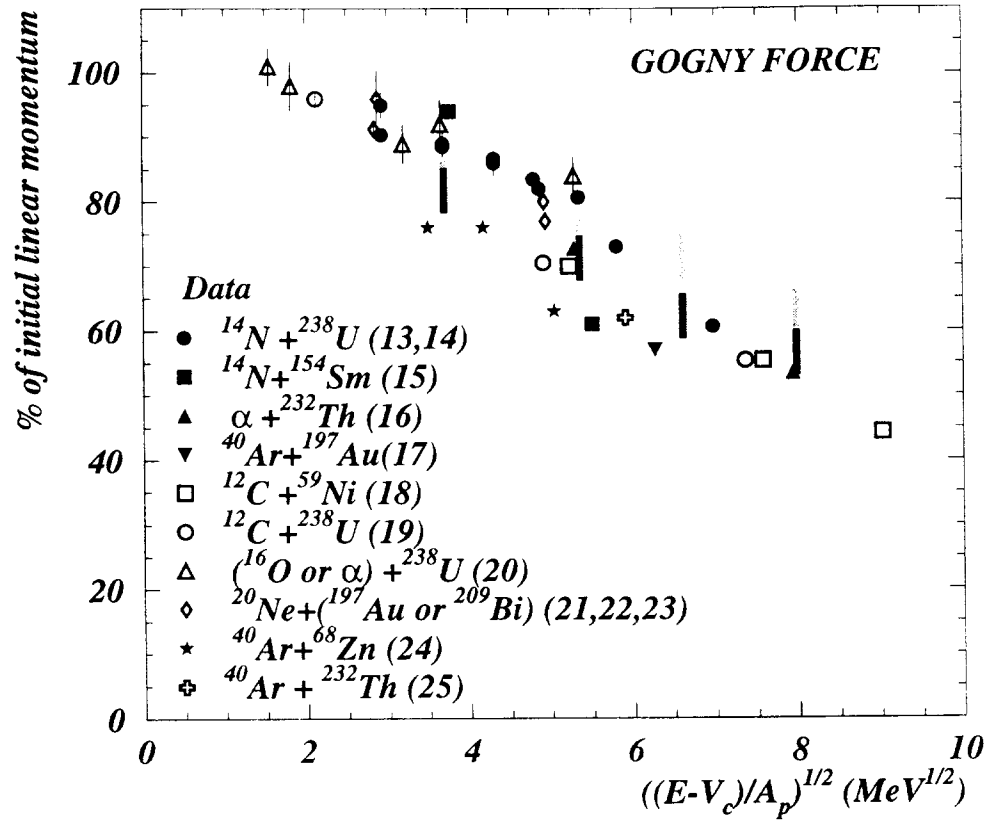 GOGNY FORCE
% of initial linear momentum
100
80
60
40
20
0
Data
¹⁴N +²³⁸U (13,14)
¹⁴N+¹⁵⁴Sm (15)
α +²³²Th (16)
⁴⁰Ar+¹⁹⁷Au(17)
¹²C +⁵⁹Ni (18)
¹²C +²³⁸U (19)
(¹⁶O or α) +²³⁸U (20)
²⁰Ne+(¹⁹⁷Au or ²⁰⁹Bi) (21,22,23)
⁴⁰Ar+⁶⁸Zn (24)
⁴⁰Ar + ²³²Th (25)
0 2 4 6 8 10
((E-V_c)/A_p)^1/2 (MeV^1/2)